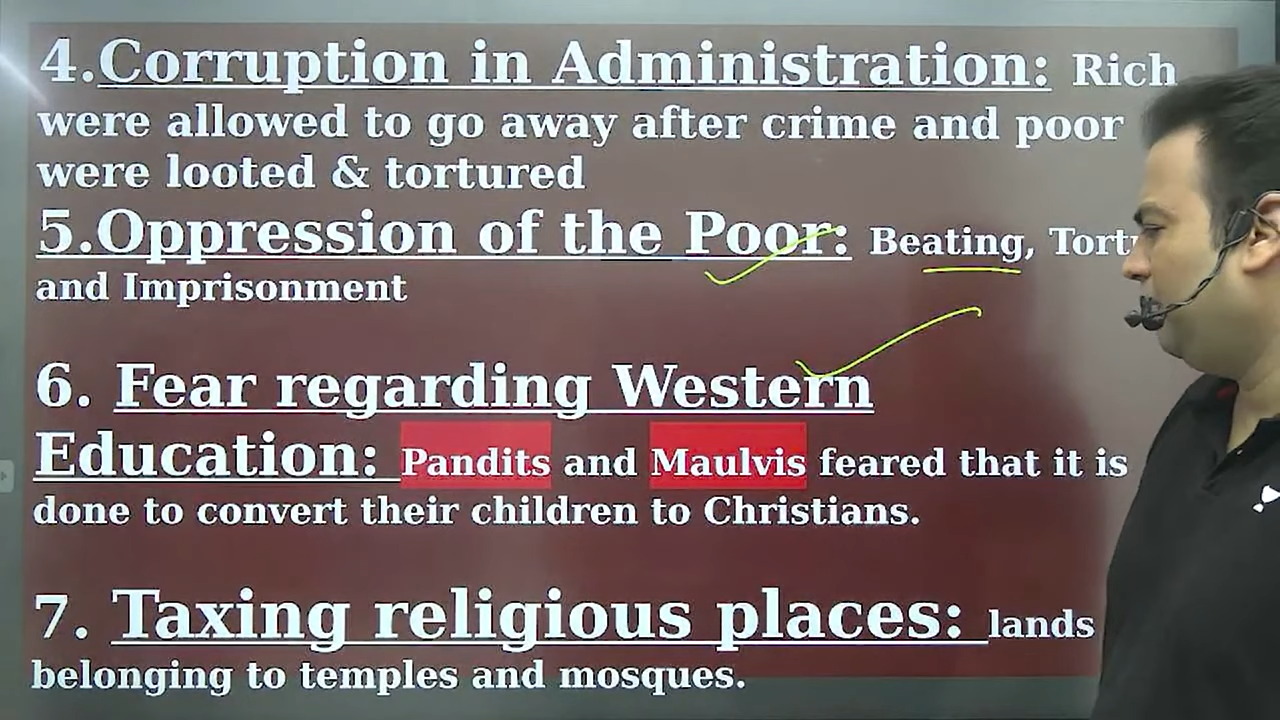 4.Corruption in Administration: Rich
were allowed to go away after crime and poor
were looted & tortured
5.Oppression of the Poor: Beating,
and Imprisonment
6. Fear regarding Western
Education: Pandits and Maulvis feared that it is
done to convert their children to Christians.
7. Taxing religious places: lands
belonging to temples and mosques.